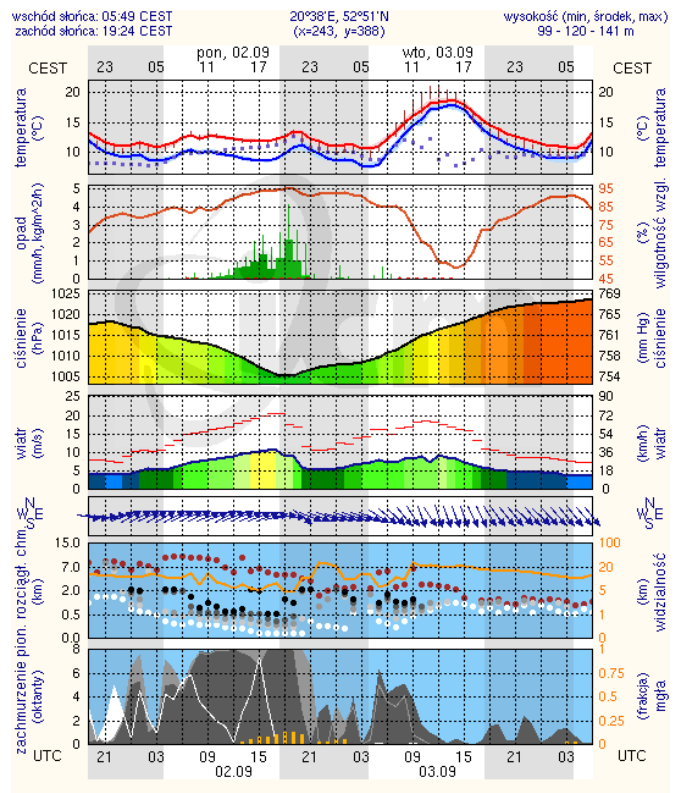 wschód słońca: 05:49 CEST 20°38'E, 52°51'N wysokość (min, środek, max)
zachód słońca: 19:24 CEST (x=243, y=388) 99 - 120 - 141 m
pon, 02.09 wto, 03.09
CEST 23 05 11 17 23 05 11 17 23 05 CEST
temperatura (°C) 20 15 10 20 15 10 (°C) temperatura
opad (mm/h, kg/m^2/h) 5 4 3 2 1 0 95 85 75 65 55 45 (%) wilgotność wzgl.
ciśnienie (hPa) 1025 1020 1015 1010 1005 769 765 761 758 754 (mm Hg) ciśnienie
wiatr (m/s) 25 20 15 10 5 0 90 72 54 36 18 0 (km/h) wiatr
N W E S N W E S
pion. rozciągł. chm. (km) 15.0 7.0 2.0 0.5 0.0 100 20 5 1 0 (km) widzialność
zachmurzenie (oktanty) 8 6 4 2 0 1 0.75 0.5 0.25 0 (frakcja) mgła
UTC 21 03 09 15 21 03 09 15 21 03 UTC
02.09 03.09